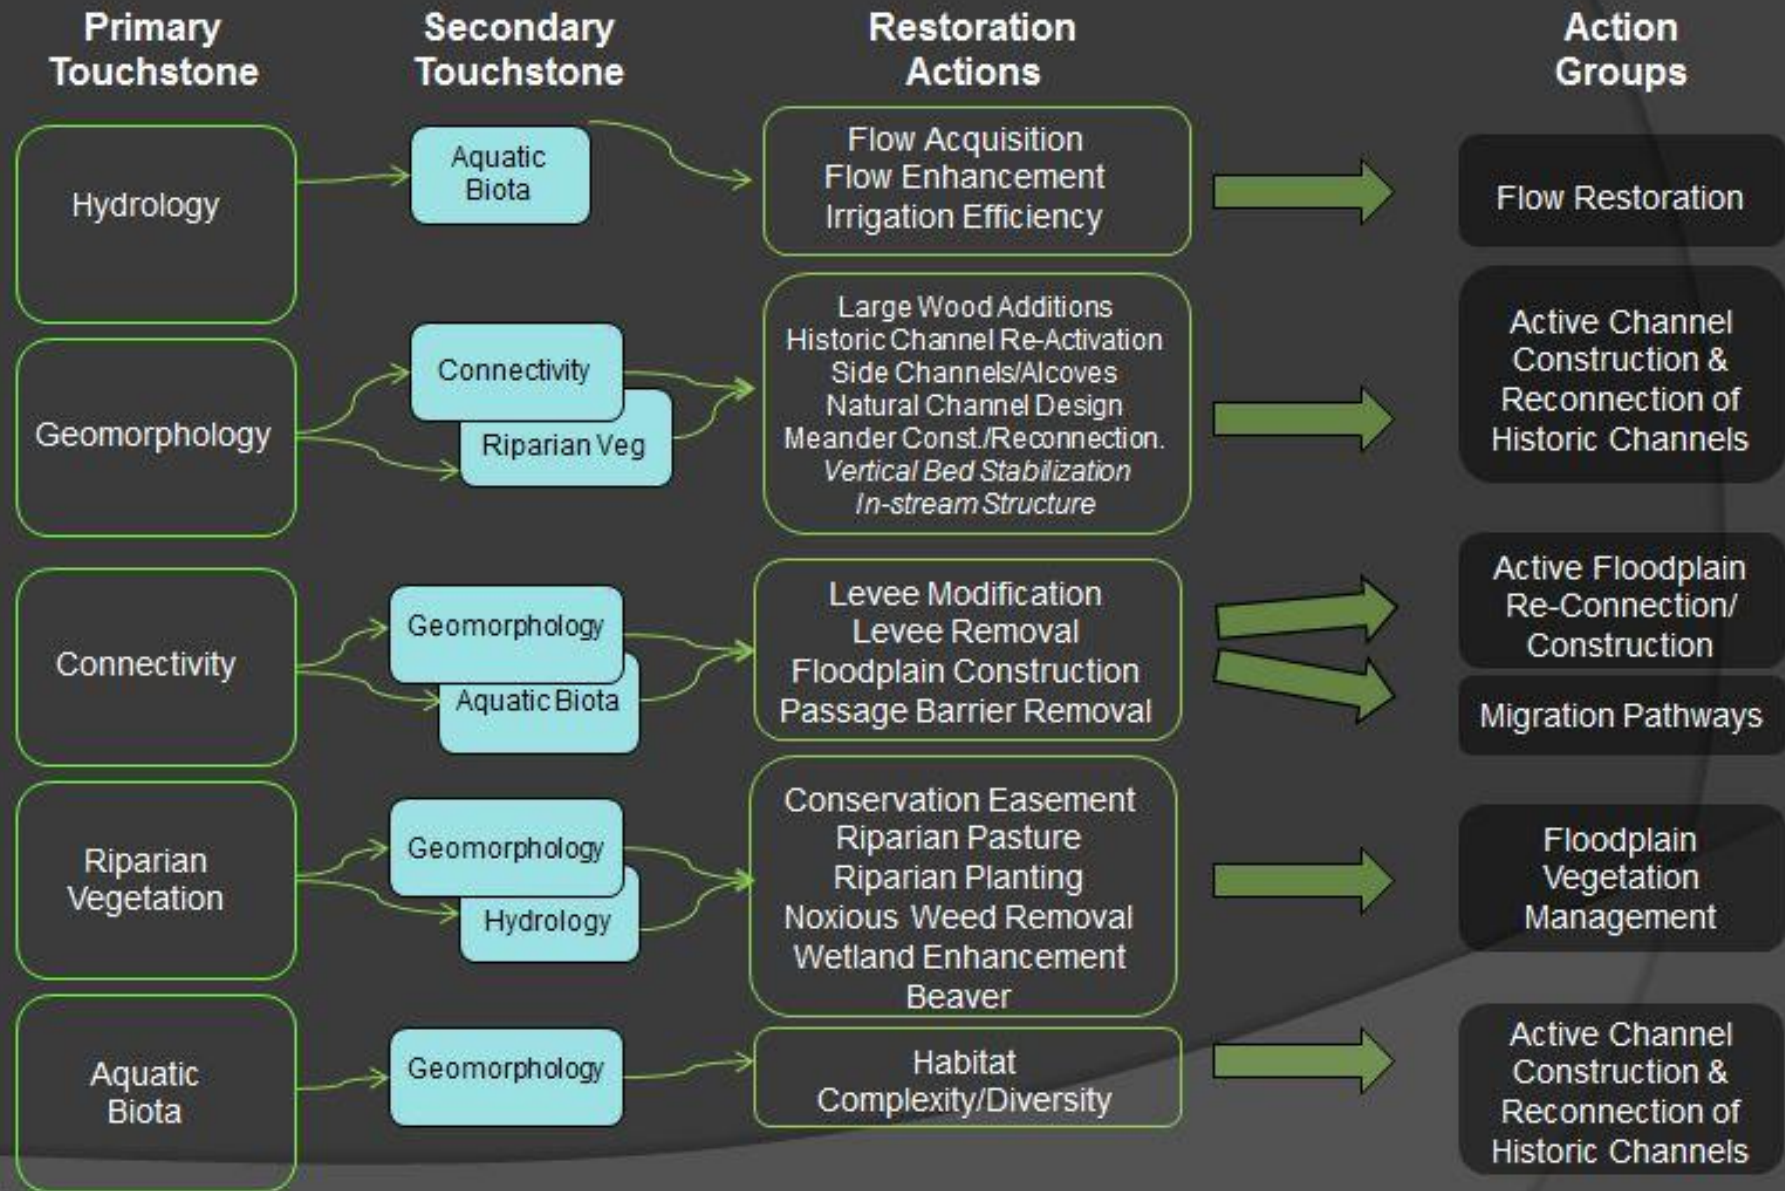 Primary
Touchstone
Secondary
Touchstone
Restoration
Actions
Action
Groups
Hydrology
Aquatic
Biota
Flow Acquisition
Flow Enhancement
Irrigation Efficiency
Flow Restoration
Geomorphology
Connectivity
Riparian Veg
Large Wood Additions
Historic Channel Re-Activation
Side Channels/Alcoves
Natural Channel Design
Meander Const./Reconnection.
Vertical Bed Stabilization
In-stream Structure
Active Channel
Construction &
Reconnection of
Historic Channels
Connectivity
Geomorphology
Aquatic Biota
Levee Modification
Levee Removal
Floodplain Construction
Passage Barrier Removal
Active Floodplain
Re-Connection/
Construction
Migration Pathways
Riparian
Vegetation
Geomorphology
Hydrology
Conservation Easement
Riparian Pasture
Riparian Planting
Noxious Weed Removal
Wetland Enhancement
Beaver
Floodplain
Vegetation
Management
Aquatic
Biota
Geomorphology
Habitat
Complexity/Diversity
Active Channel
Construction &
Reconnection of
Historic Channels